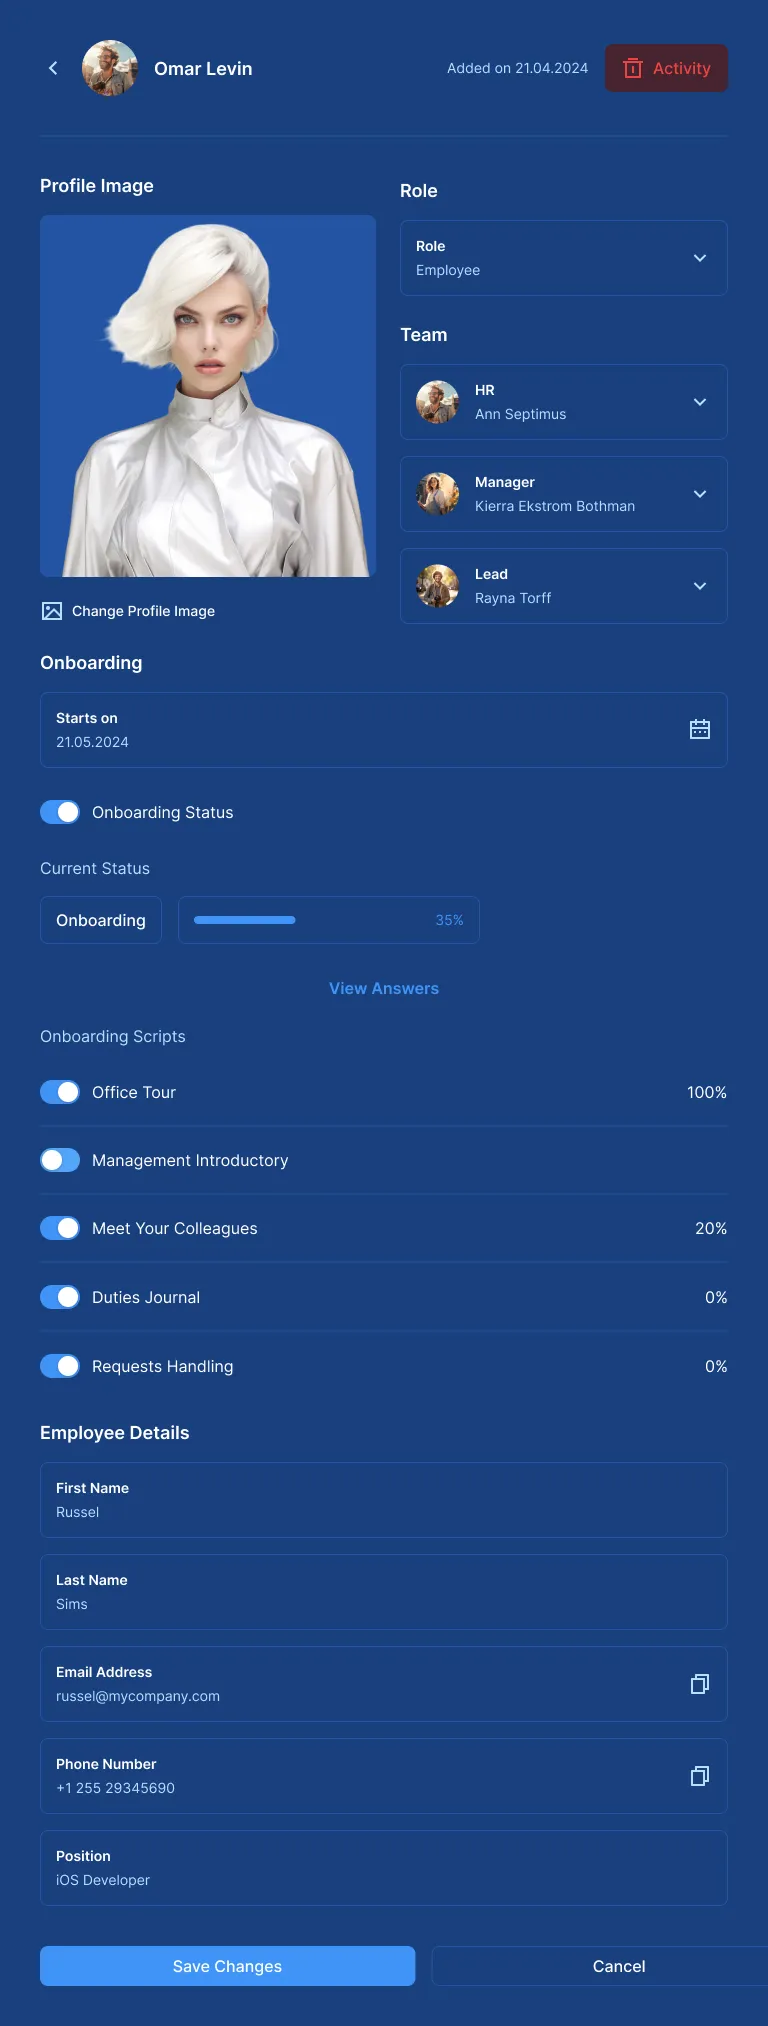 Omar Levin
Added on 21.04.2024
Activity
Profile Image
Change Profile Image
Role
Role
Employee
Team
HR
Ann Septimus
Manager
Kierra Ekstrom Bothman
Lead
Rayna Torff
Onboarding
Starts on
21.05.2024
Onboarding Status
Current Status
Onboarding
35%
View Answers
Onboarding Scripts
Office Tour 100%
Management Introductory
Meet Your Colleagues 20%
Duties Journal 0%
Requests Handling 0%
Employee Details
First Name
Russel
Last Name
Sims
Email Address
russel@mycompany.com
Phone Number
+1 255 29345690
Position
iOS Developer
Save Changes
Cancel